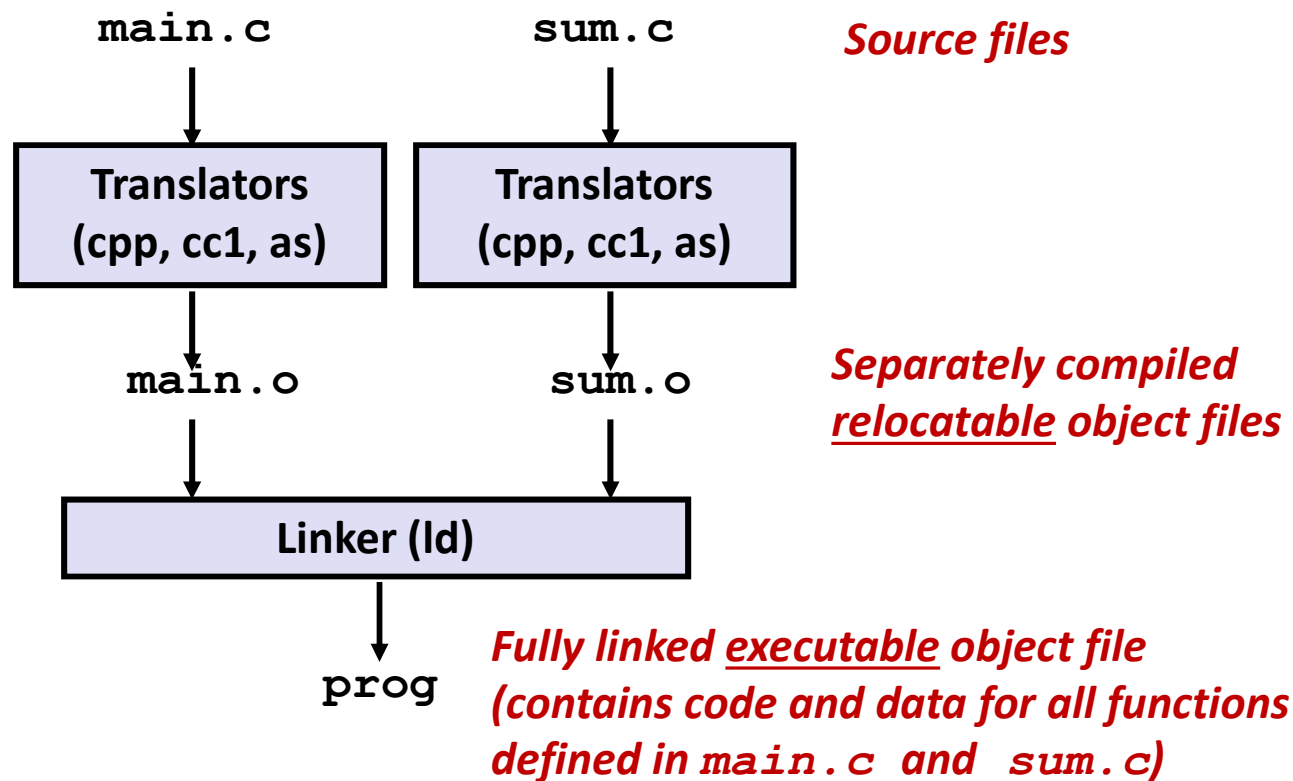 main.c
sum.c
Source files
Translators
(cpp, cc1, as)
Translators
(cpp, cc1, as)
main.o
sum.o
Separately compiled
relocatable object files
Linker (ld)
prog
Fully linked executable object file
(contains code and data for all functions
defined in main.c and sum.c)